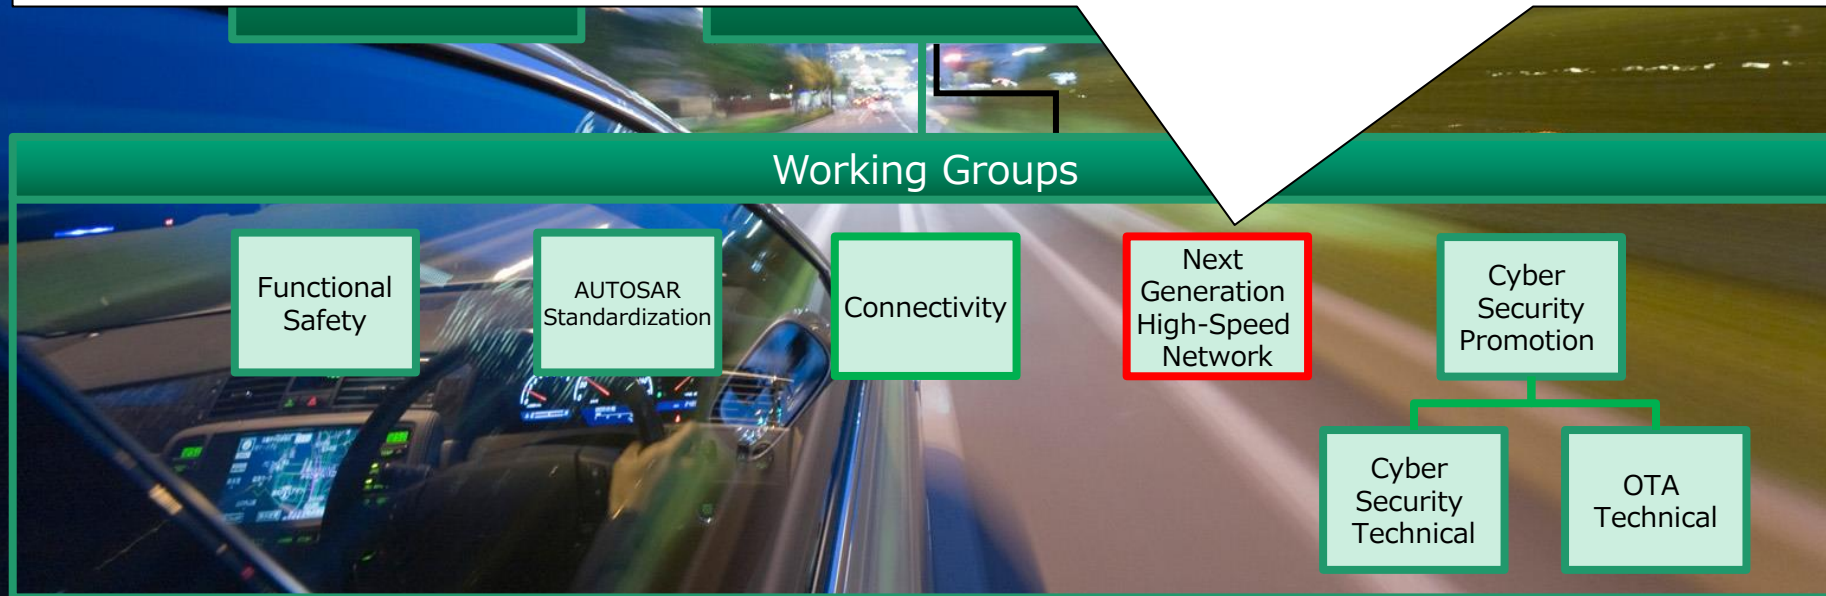 Working Groups
Functional
Safety
AUTOSAR
Standardization
Connectivity
Next
Generation
High-Speed
Network
Cyber
Security
Promotion
Cyber
Security
Technical
OTA
Technical